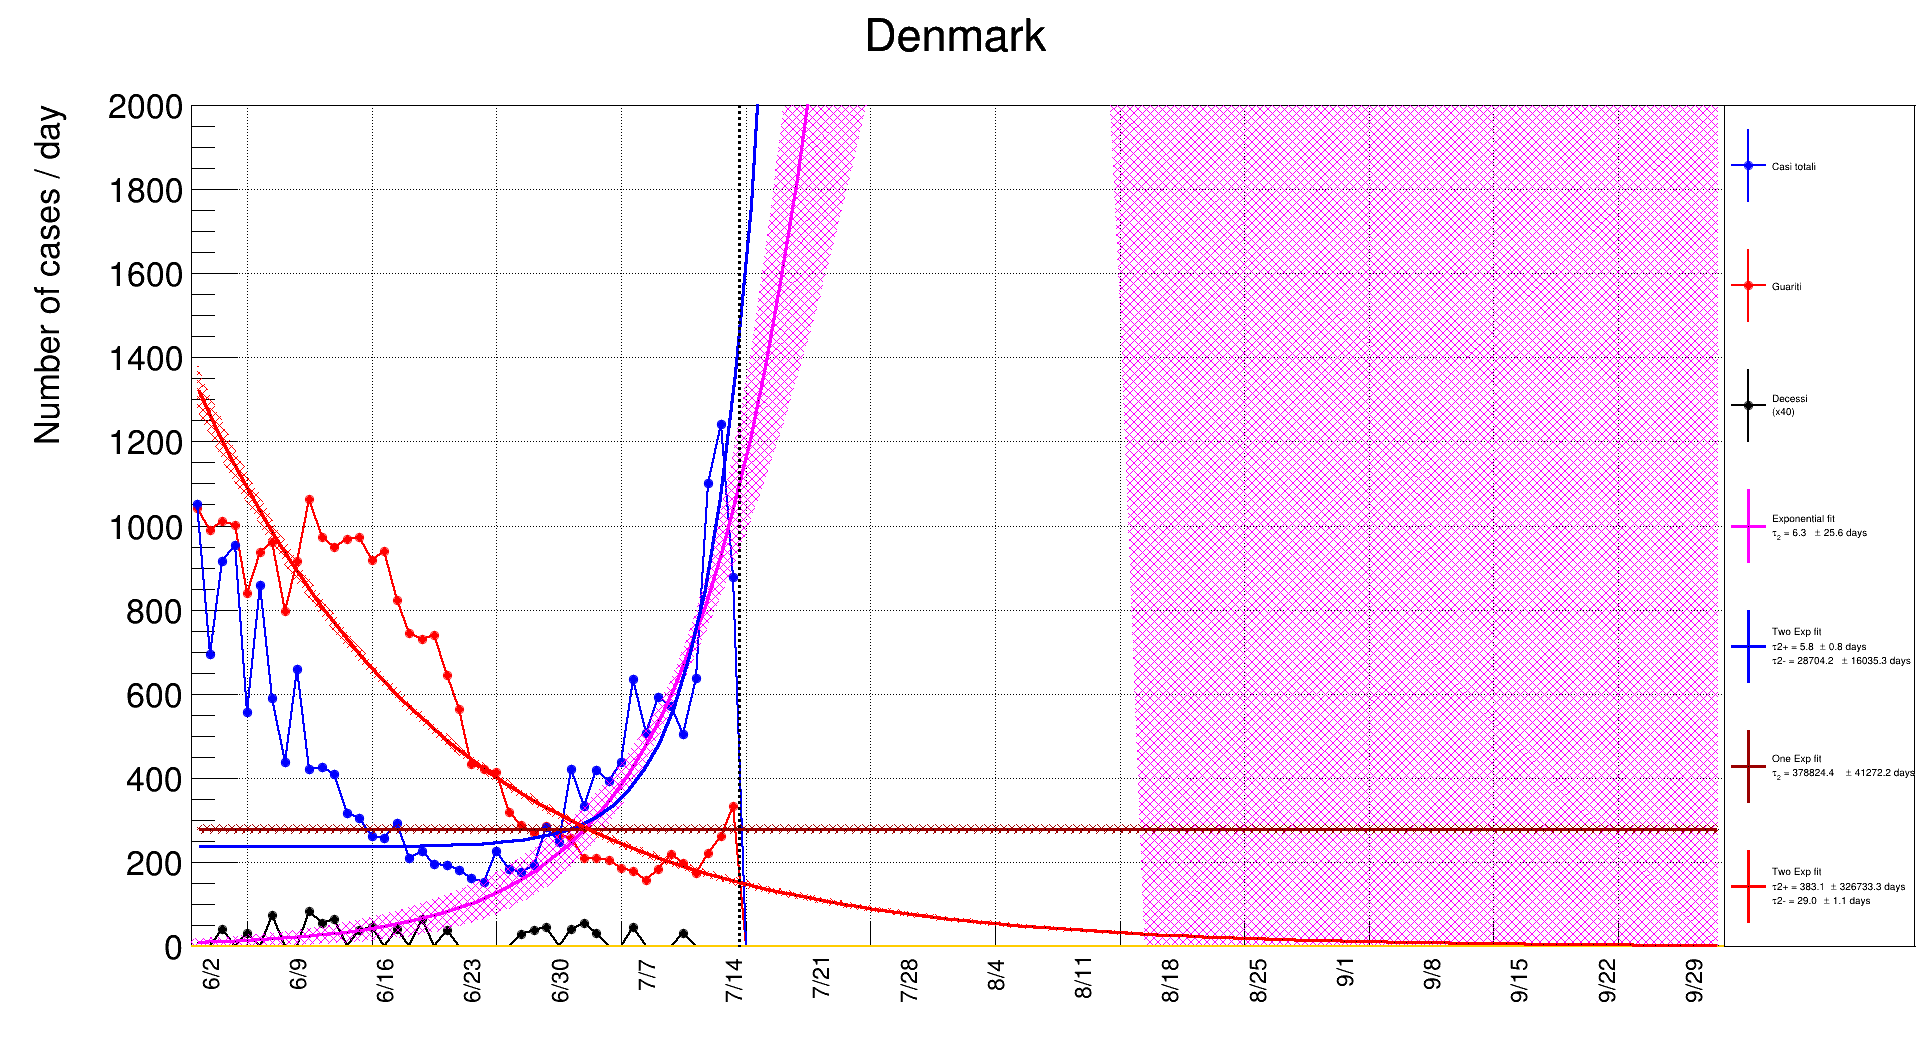 Denmark
Number of cases / day
2000
1800
1600
1400
1200
1000
800
600
400
200
0
6/2
6/9
6/16
6/23
6/30
7/7
7/14
7/21
7/28
8/4
8/11
8/18
8/25
9/1
9/8
9/15
9/22
9/29
Casi totali
Guariti
Decessi
(x40)
Exponential fit
τ2 = 6.3 ± 25.6 days
Two Exp fit
τ2+ = 5.8 ± 0.8 days
τ2- = 28704.2 ± 16035.3 days
One Exp fit
τ2 = 378824.4 ± 41272.2 days
Two Exp fit
τ2+ = 383.1 ± 326733.3 days
τ2- = 29.0 ± 1.1 days